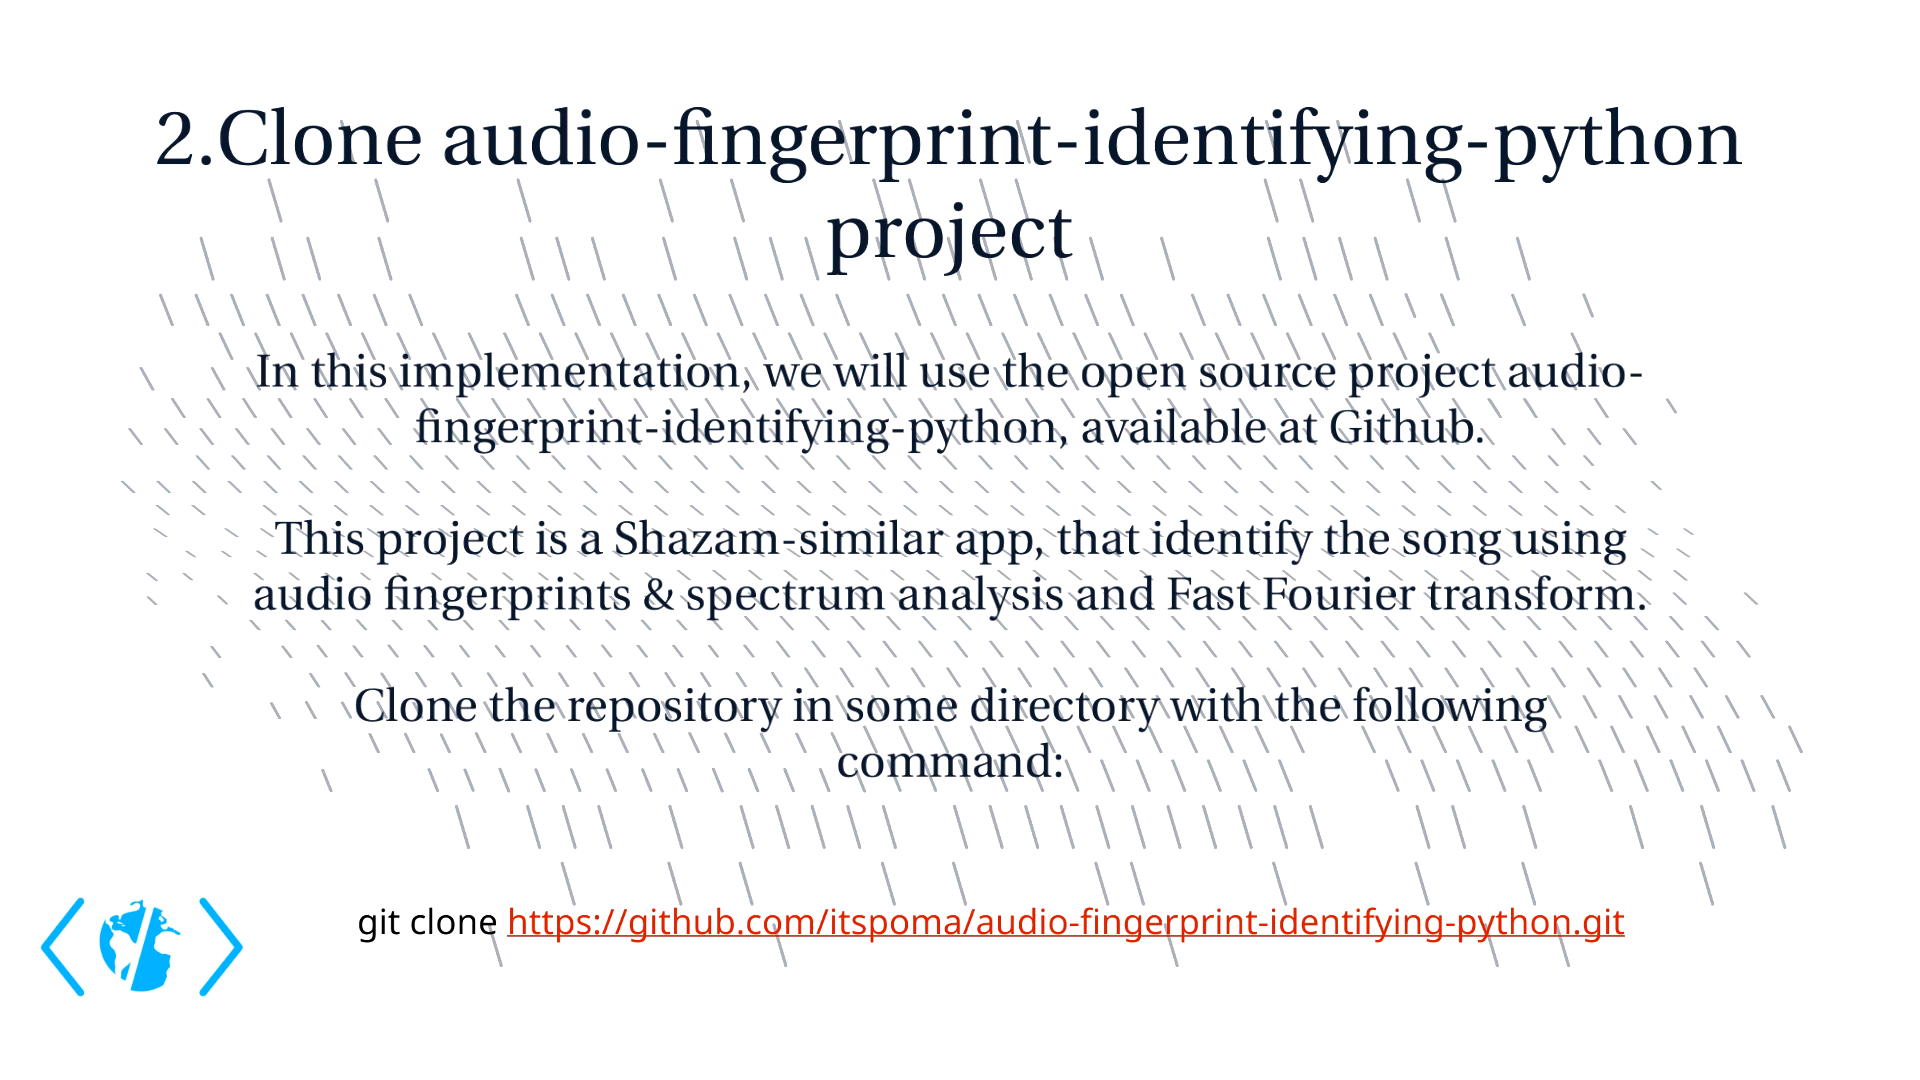 2.Clone audio-fingerprint-identifying-python
project
In this implementation, we will use the open source project audio-
fingerprint-identifying-python, available at Github.
This project is a Shazam-similar app, that identify the song using
audio fingerprints & spectrum analysis and Fast Fourier transform.
Clone the repository in some directory with the following
command:
git clone https://github.com/itspoma/audio-fingerprint-identifying-python.git